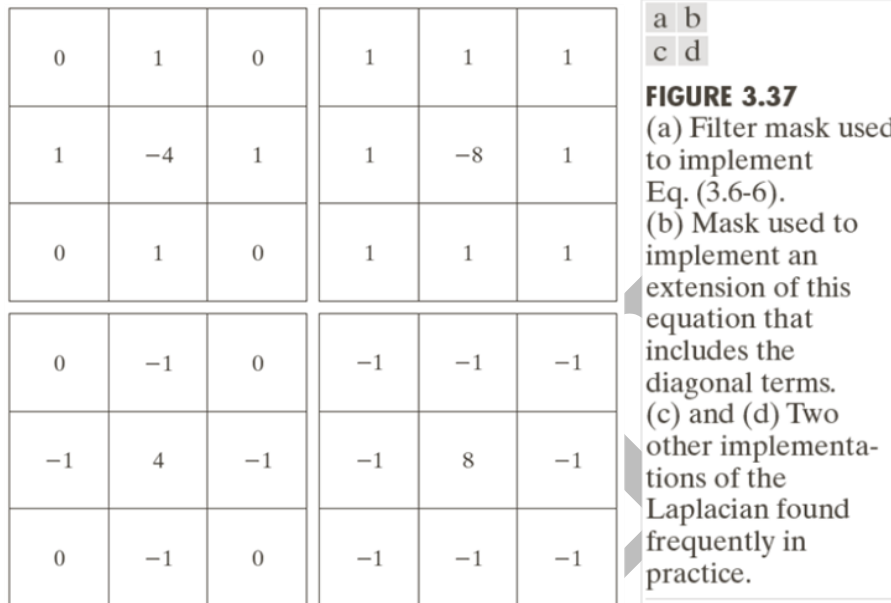 0 1 0
1 −4 1
0 1 0
1 1 1
1 −8 1
1 1 1
0 −1 0
−1 4 −1
0 −1 0
−1 −1 −1
−1 8 −1
−1 −1 −1
a b
c d
FIGURE 3.37
(a) Filter mask used
to implement
Eq. (3.6-6).
(b) Mask used to
implement an
extension of this
equation that
includes the
diagonal terms.
(c) and (d) Two
other implementa-
tions of the
Laplacian found
frequently in
practice.